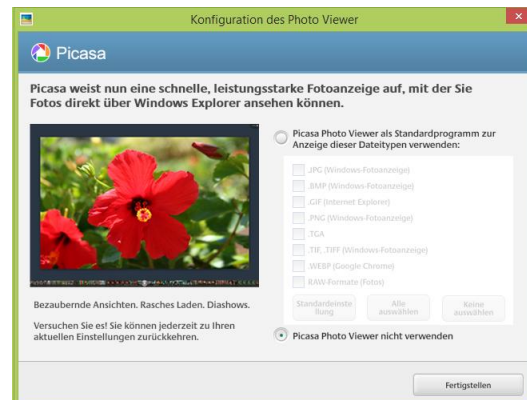 Konfiguration des Photo Viewer
Picasa
Picasa weist nun eine schnelle, leistungsstarke Fotoanzeige auf, mit der Sie
Fotos direkt über Windows Explorer ansehen können.
Picasa Photo Viewer als Standardprogramm zur
Anzeige dieser Dateitypen verwenden:
.JPG (Windows-Fotoanzeige)
.BMP (Windows-Fotoanzeige)
.GIF (Internet Explorer)
.PNG (Windows-Fotoanzeige)
.TGA
.TIF, .TIFF (Windows-Fotoanzeige)
.WEBP (Google Chrome)
RAW-Formate (Fotos)
Standardeinste
llung
Alle
auswählen
Keine
auswählen
Bezaubernde Ansichten. Rasches Laden. Diashows.
Versuchen Sie es! Sie können jederzeit zu Ihren
aktuellen Einstellungen zurückkehren.
Picasa Photo Viewer nicht verwenden
Fertigstellen